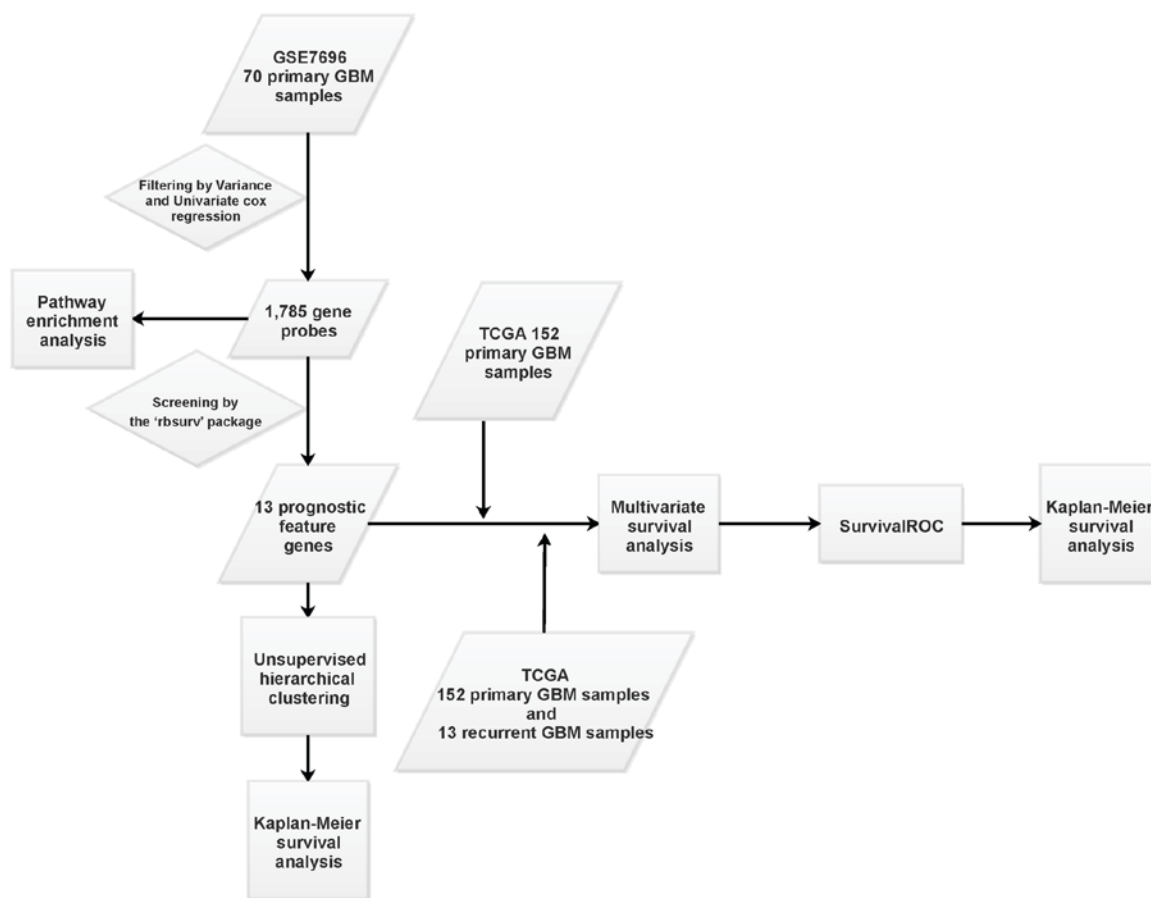 GSE7696
70 primary GBM
samples
Filtering by Variance
and Univariate cox
regression
Pathway
enrichment
analysis
1,785 gene
probes
TCGA 152
primary GBM
samples
Screening by
the ‘rbsurv’ package
13 prognostic
feature
genes
Multivariate
survival
analysis
SurvivalROC
Kaplan-Meier
survival
analysis
Unsupervised
hierarchical
clustering
TCGA
152 primary GBM samples
and
13 recurrent GBM samples
Kaplan-Meier
survival
analysis